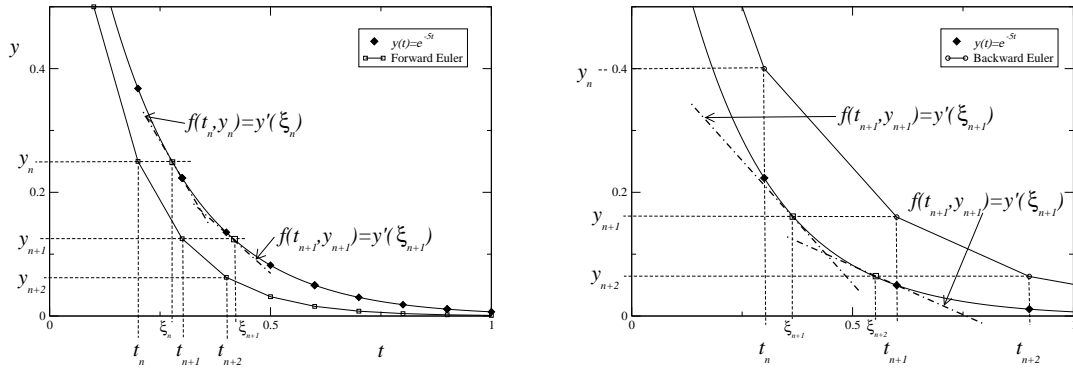 y
0.4
0.2
0
y(t)=e^{-5t}
Forward Euler
f(t_n,y_n)=y'(ξ_n)
f(t_{n+1},y_{n+1})=y'(ξ_{n+1})
y_n
y_{n+1}
y_{n+2}
ξ_n
ξ_{n+1}
0.5
1
t_n
t_{n+1}
t_{n+2}
t
0.4
0.2
0
y(t)=e^{-5t}
Backward Euler
y_n
f(t_{n+1},y_{n+1})=y'(ξ_{n+1})
f(t_{n+1},y_{n+1})=y'(ξ_{n+1})
y_{n+1}
y_{n+2}
ξ_{n+1}
0.5
ξ_{n+2}
1
t_n
t_{n+1}
t_{n+2}